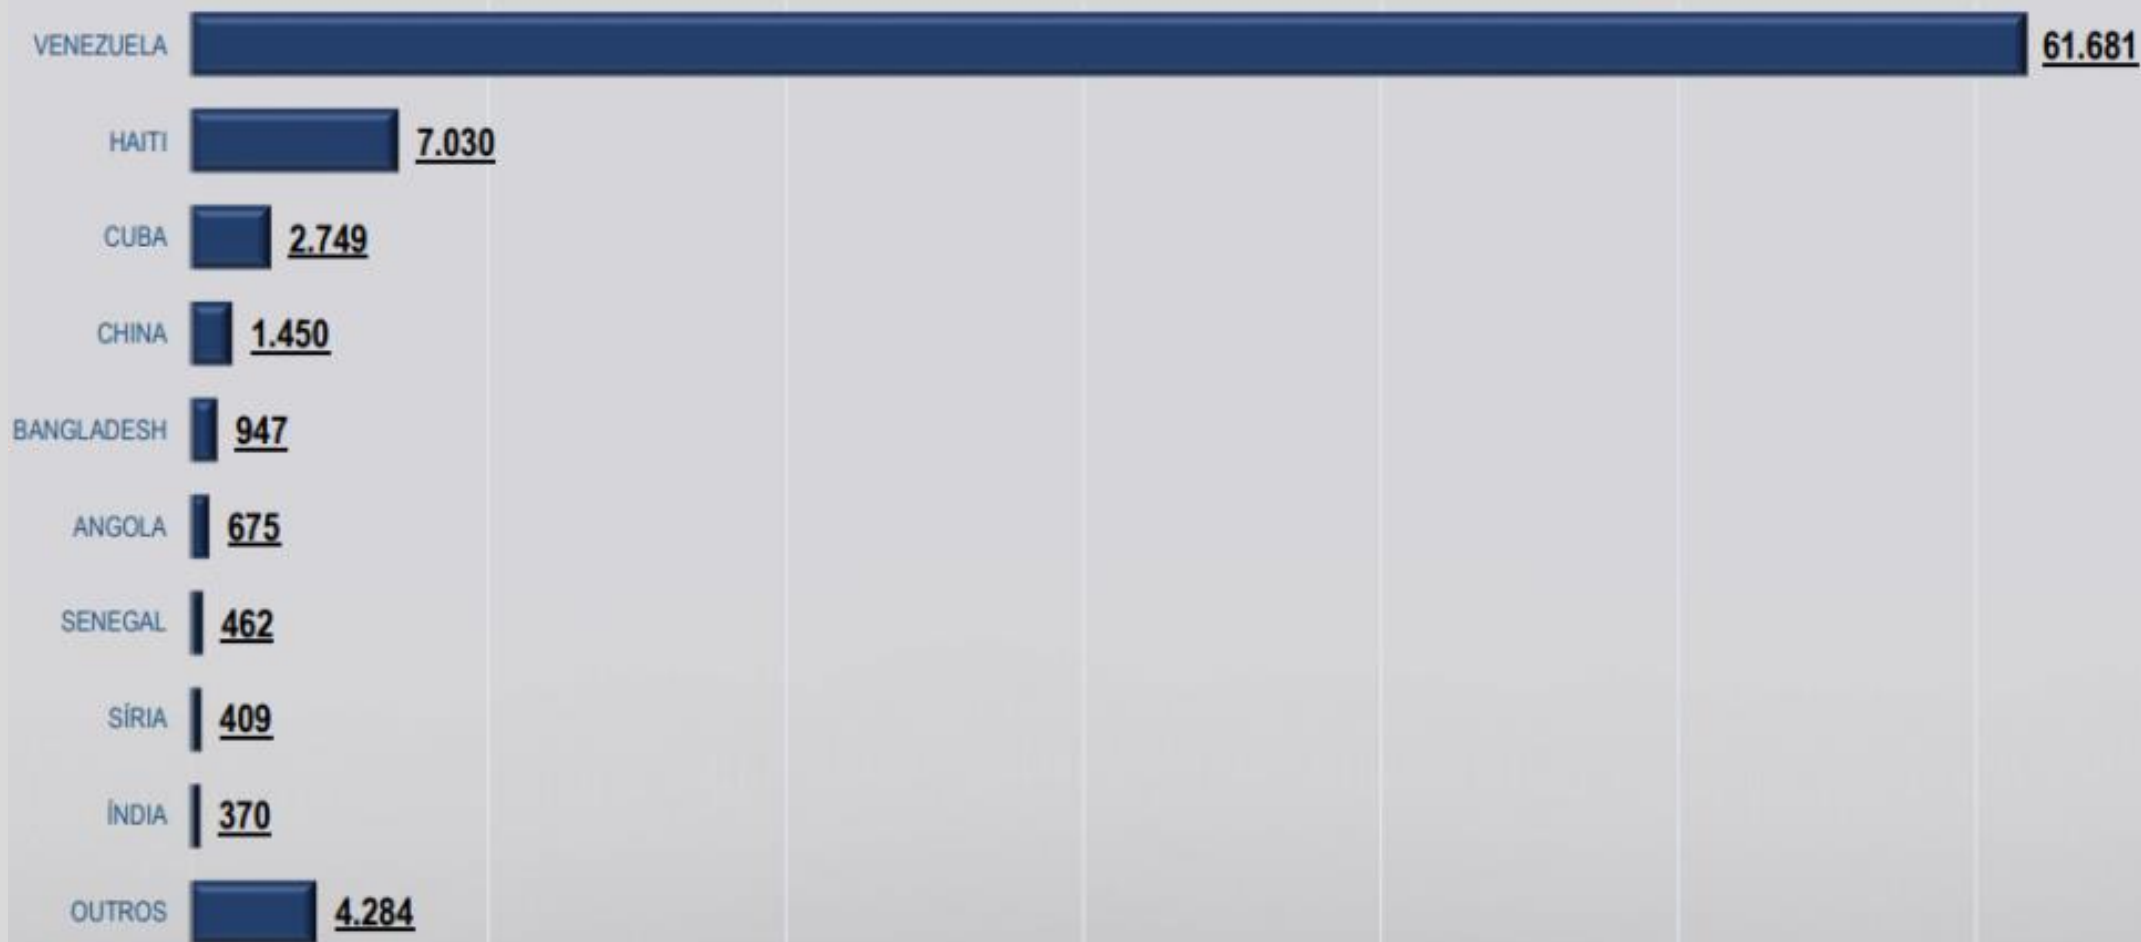 VENEZUELA 61.681
HAITI 7.030
CUBA 2.749
CHINA 1.450
BANGLADESH 947
ANGOLA 675
SENEGAL 462
SÍRIA 409
ÍNDIA 370
OUTROS 4.284